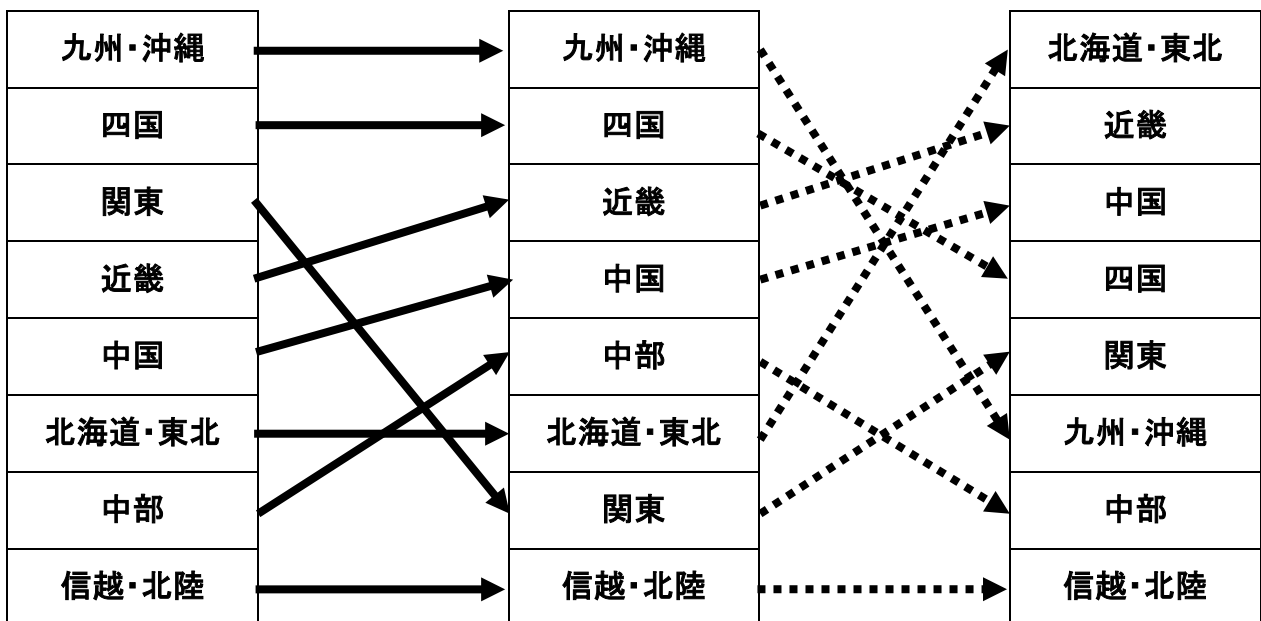 九州・沖縄
四国
関東
近畿
中国
北海道・東北
中部
信越・北陸
九州・沖縄
四国
近畿
中国
中部
北海道・東北
関東
信越・北陸
北海道・東北
近畿
中国
四国
関東
九州・沖縄
中部
信越・北陸